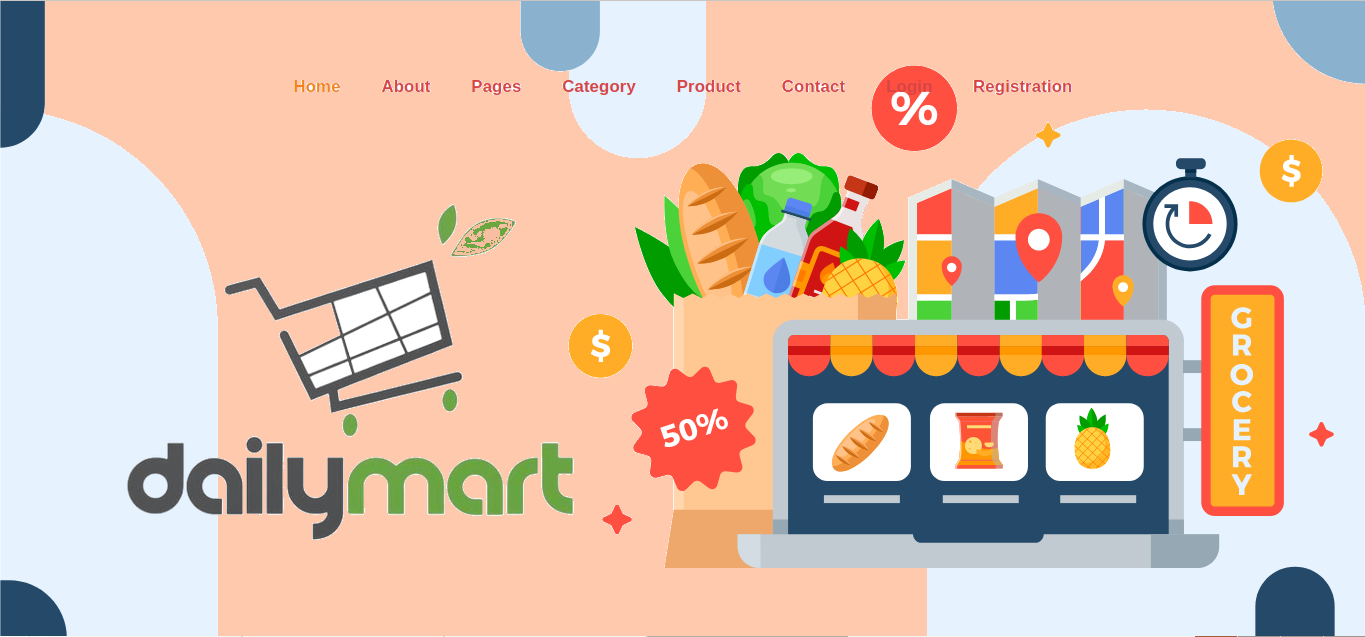 Home About Pages Category Product Contact Login Registration
%
$
$
GROCERY
$
50%
dailymart